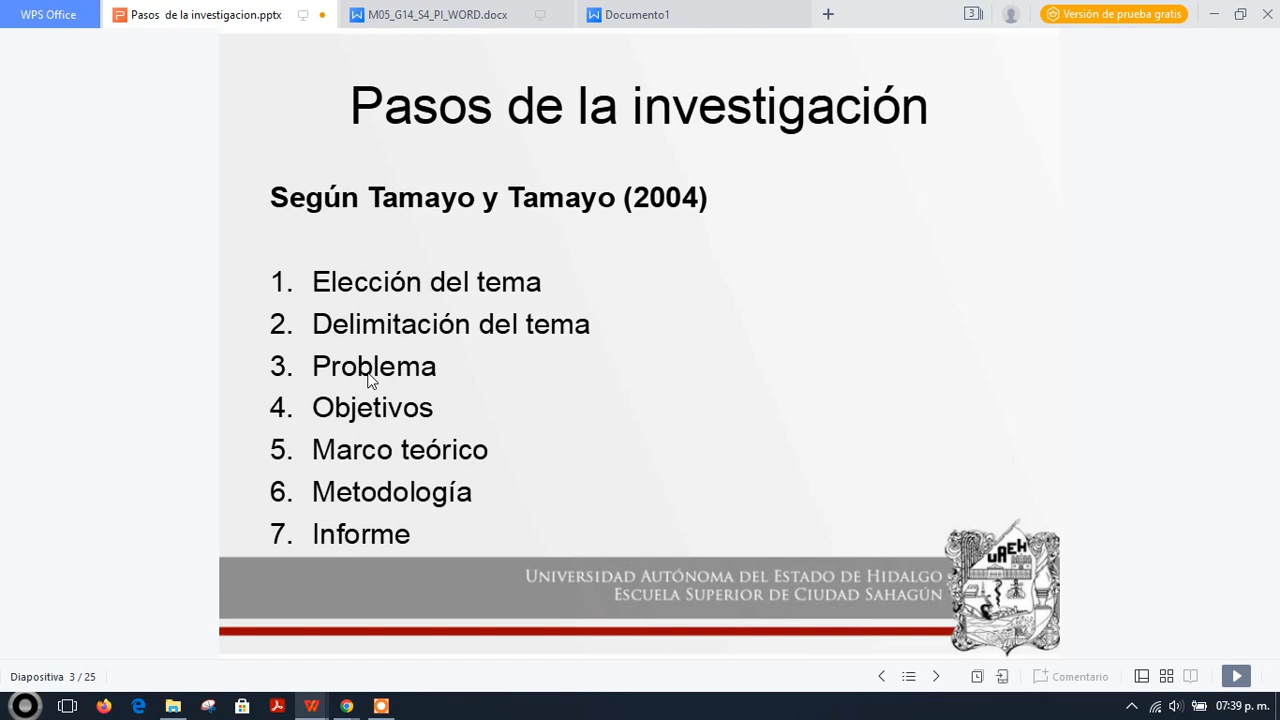 WPS Office
Pasos de la investigacion.pptx
M05_G14_S4_PI_WORD.docx
Documento1
3
Versión de prueba gratis
Pasos de la investigación
Según Tamayo y Tamayo (2004)
1. Elección del tema
2. Delimitación del tema
3. Problema
4. Objetivos
5. Marco teórico
6. Metodología
7. Informe
UAEH
UNIVERSIDAD AUTÓNOMA DEL ESTADO DE HIDALGO
ESCUELA SUPERIOR DE CIUDAD SAHAGÚN
Diapositiva 3 / 25
Comentario
07:39 p. m.